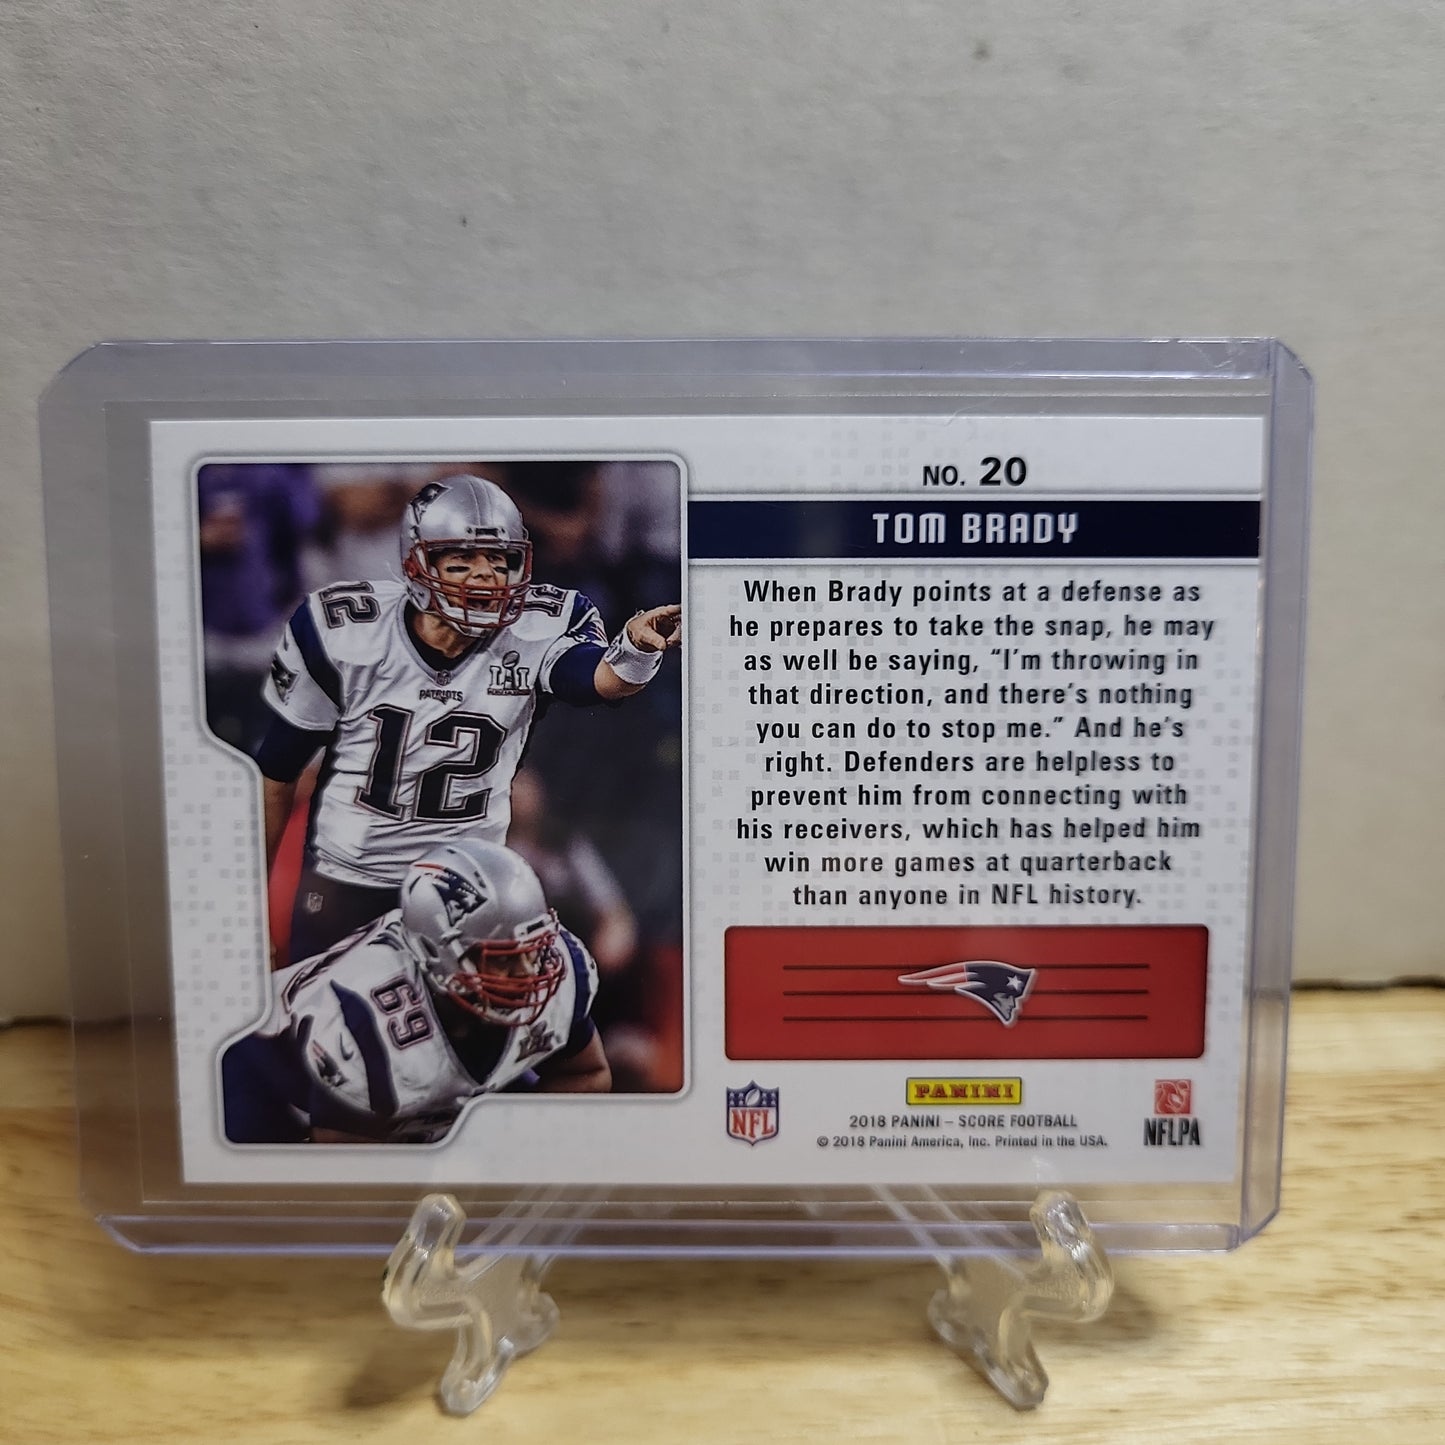 NO. 20
TOM BRADY
When Brady points at a defense as
he prepares to take the snap, he may
as well be saying, “I’m throwing in
that direction, and there’s nothing
you can do to stop me.” And he’s
right. Defenders are helpless to
prevent him from connecting with
his receivers, which has helped him
win more games at quarterback
than anyone in NFL history.
12
12
PATRIOTS
LI
12
69
NFL
PANINI
2018 PANINI – SCORE FOOTBALL
© 2018 Panini America, Inc. Printed in the USA.
NFLPA